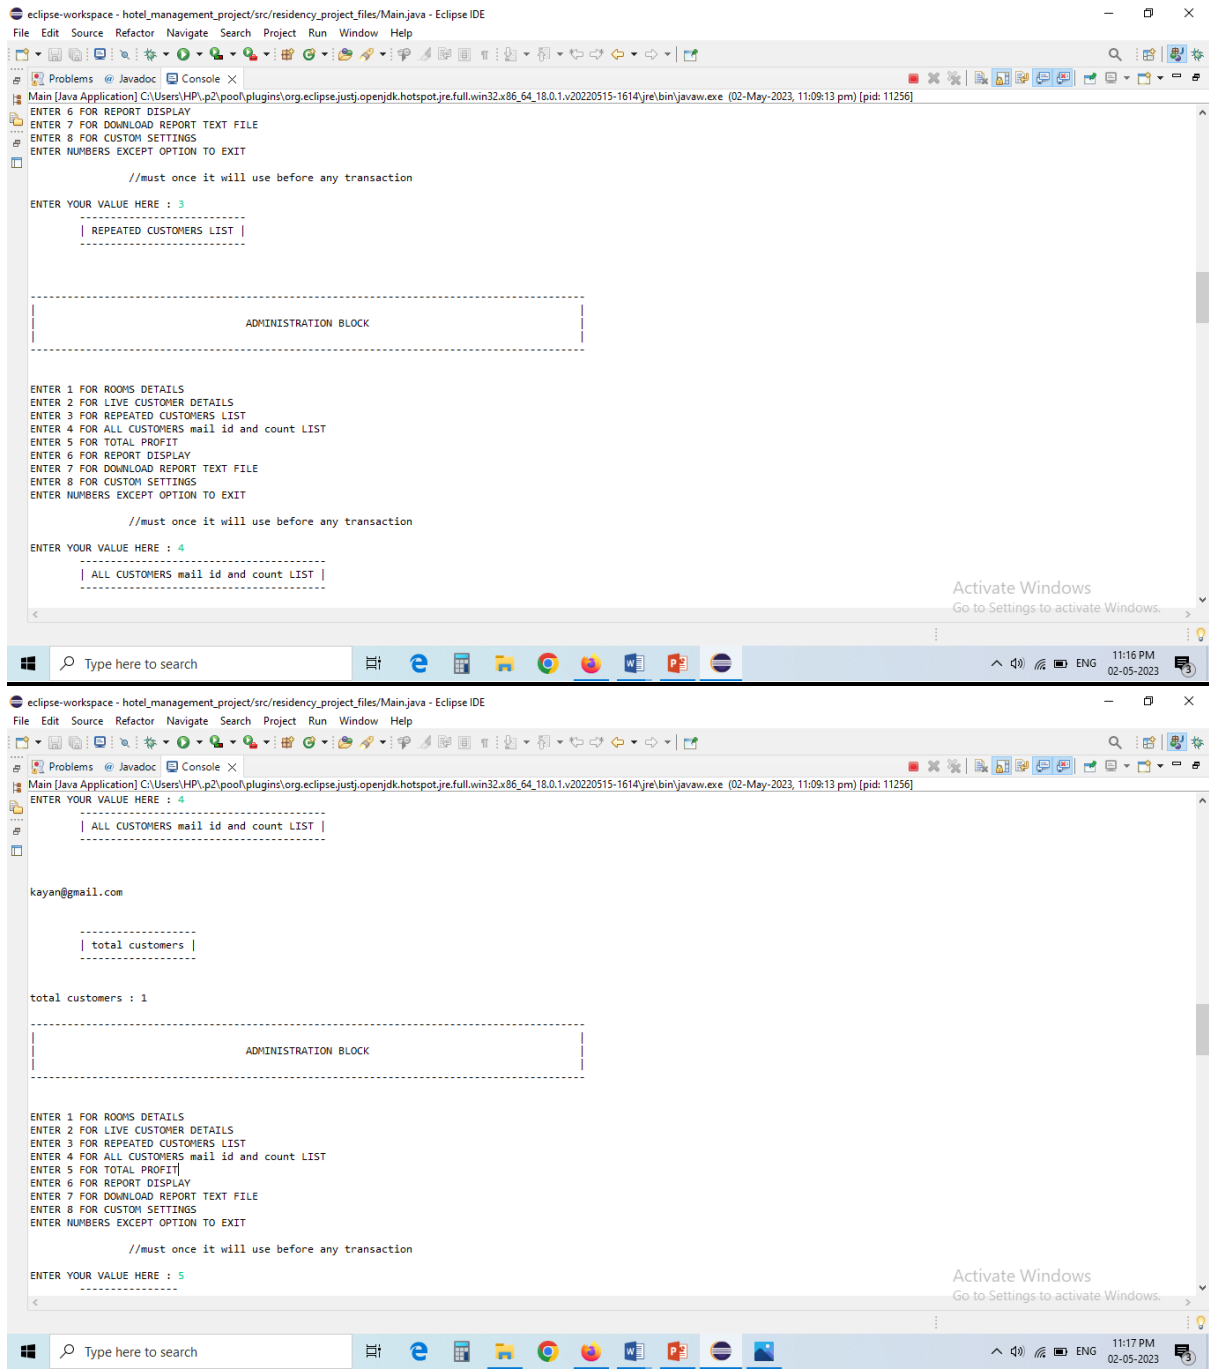 eclipse-workspace - hotel_management_project/src/residency_project_files/Main.java - Eclipse IDE
File Edit Source Refactor Navigate Search Project Run Window Help
Problems @ Javadoc Console
Main [Java Application] C:\Users\HP\.p2\pool\plugins\org.eclipse.justj.openjdk.hotspot.jre.full.win32.x86_64_18.0.1.v20220515-1614\jre\bin\javaw.exe (02-May-2023, 11:09:13 pm) [pid: 11256]
ENTER 6 FOR REPORT DISPLAY
ENTER 7 FOR DOWNLOAD REPORT TEXT FILE
ENTER 8 FOR CUSTOM SETTINGS
ENTER NUMBERS EXCEPT OPTION TO EXIT
//must once it will use before any transaction
ENTER YOUR VALUE HERE : 3
---------------------------
| REPEATED CUSTOMERS LIST |
---------------------------
------------------------------------------------------------------------------------------
| |
| ADMINISTRATION BLOCK |
| |
------------------------------------------------------------------------------------------
ENTER 1 FOR ROOMS DETAILS
ENTER 2 FOR LIVE CUSTOMER DETAILS
ENTER 3 FOR REPEATED CUSTOMERS LIST
ENTER 4 FOR ALL CUSTOMERS mail id and count LIST
ENTER 5 FOR TOTAL PROFIT
ENTER 6 FOR REPORT DISPLAY
ENTER 7 FOR DOWNLOAD REPORT TEXT FILE
ENTER 8 FOR CUSTOM SETTINGS
ENTER NUMBERS EXCEPT OPTION TO EXIT
//must once it will use before any transaction
ENTER YOUR VALUE HERE : 4
----------------------------------------
| ALL CUSTOMERS mail id and count LIST |
----------------------------------------
Activate Windows
Go to Settings to activate Windows.
Type here to search
ENG
11:16 PM
02-05-2023
3
eclipse-workspace - hotel_management_project/src/residency_project_files/Main.java - Eclipse IDE
File Edit Source Refactor Navigate Search Project Run Window Help
Problems @ Javadoc Console
Main [Java Application] C:\Users\HP\.p2\pool\plugins\org.eclipse.justj.openjdk.hotspot.jre.full.win32.x86_64_18.0.1.v20220515-1614\jre\bin\javaw.exe (02-May-2023, 11:09:13 pm) [pid: 11256]
ENTER YOUR VALUE HERE : 4
----------------------------------------
| ALL CUSTOMERS mail id and count LIST |
----------------------------------------
kayan@gmail.com
-------------------
| total customers |
-------------------
total customers : 1
------------------------------------------------------------------------------------------
| |
| ADMINISTRATION BLOCK |
| |
------------------------------------------------------------------------------------------
ENTER 1 FOR ROOMS DETAILS
ENTER 2 FOR LIVE CUSTOMER DETAILS
ENTER 3 FOR REPEATED CUSTOMERS LIST
ENTER 4 FOR ALL CUSTOMERS mail id and count LIST
ENTER 5 FOR TOTAL PROFIT
ENTER 6 FOR REPORT DISPLAY
ENTER 7 FOR DOWNLOAD REPORT TEXT FILE
ENTER 8 FOR CUSTOM SETTINGS
ENTER NUMBERS EXCEPT OPTION TO EXIT
//must once it will use before any transaction
ENTER YOUR VALUE HERE : 5
----------------
Activate Windows
Go to Settings to activate Windows.
Type here to search
ENG
11:17 PM
02-05-2023
3